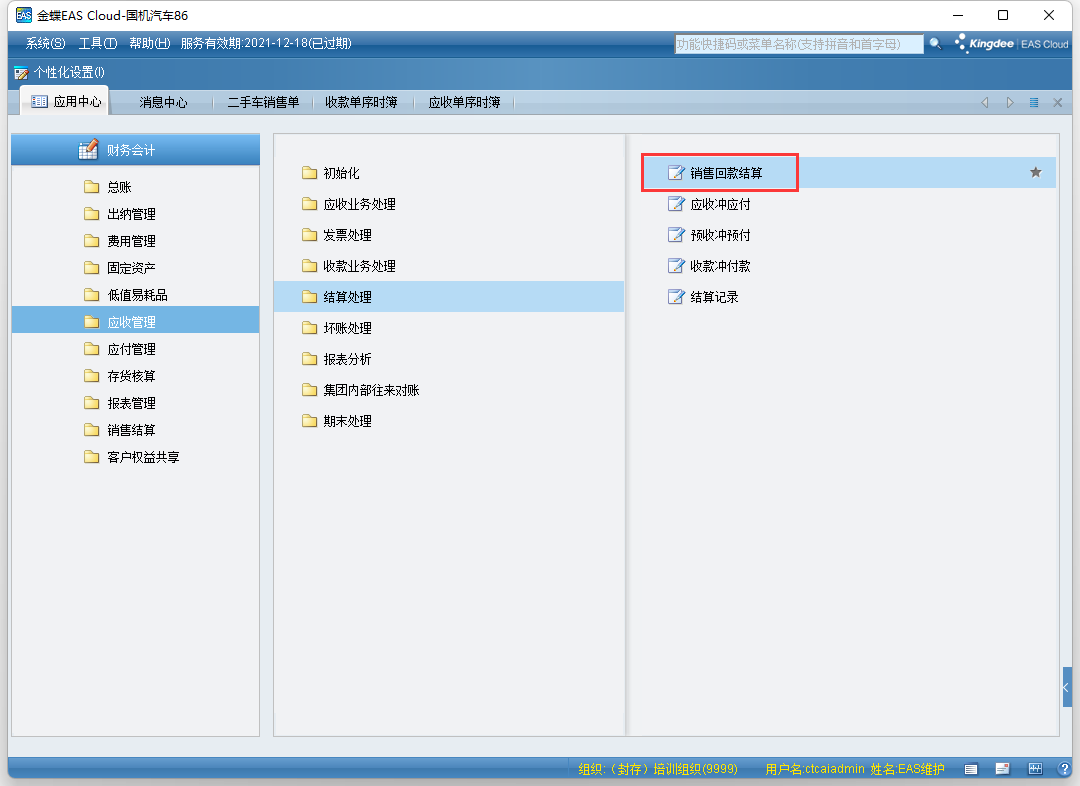 金蝶EAS Cloud-国机汽车86
系统(S) 工具(T) 帮助(H) 服务有效期:2021-12-18(已过期)
功能快捷码或菜单名称(支持拼音和首字母)
Kingdee EAS Cloud
个性化设置(I)
应用中心 消息中心 二手车销售单 收款单序时簿 应收单序时簿
财务会计
总账
出纳管理
费用管理
固定资产
低值易耗品
应收管理
应付管理
存货核算
报表管理
销售结算
客户权益共享
初始化
应收业务处理
发票处理
收款业务处理
结算处理
坏账处理
报表分析
集团内部往来对账
期末处理
销售回款结算
应收冲应付
预收冲预付
收款冲付款
结算记录
组织:（封存）培训组织(9999) 用户名:ctcaiadmin 姓名:EAS维护